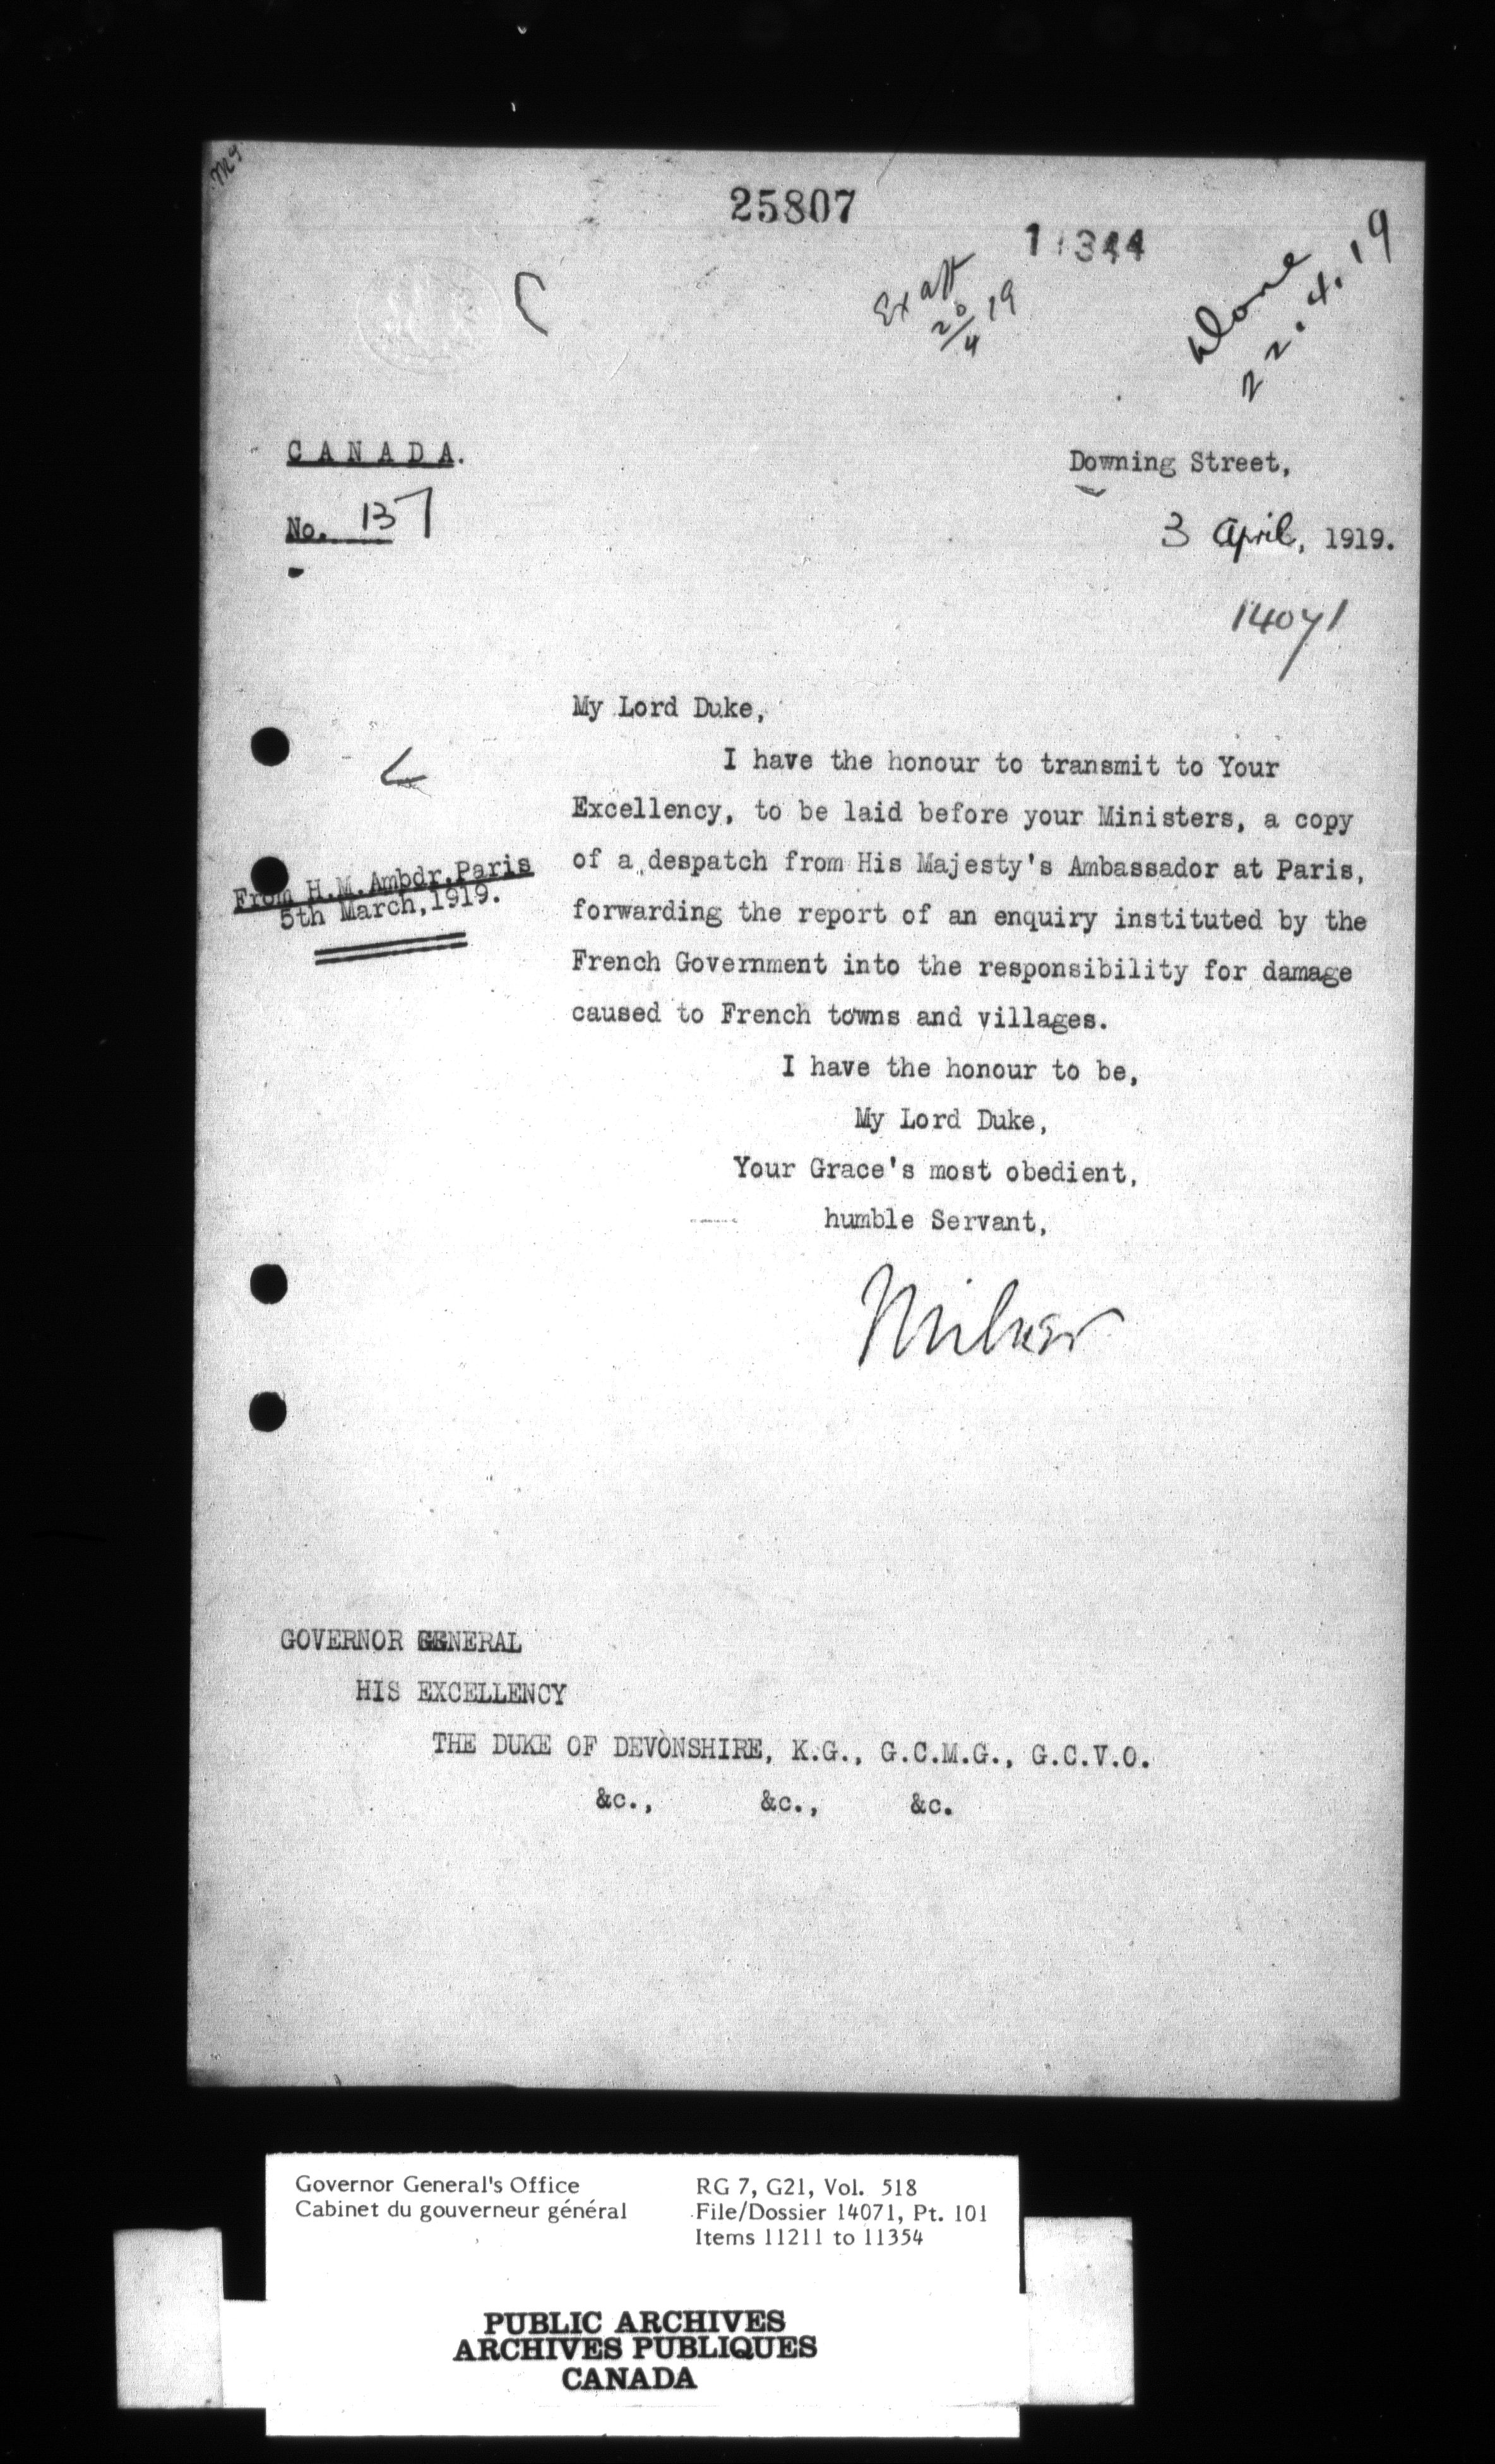 25807
11344
Ex att
20/4 19
Done
22.4.19
CANADA.
Downing Street,
No. 137
3 April, 1919.
14071
My Lord Duke,
I have the honour to transmit to Your
Excellency, to be laid before your Ministers, a copy
of a despatch from His Majesty's Ambassador at Paris,
From H.M.Ambdr.Paris
5th March,1919.
forwarding the report of an enquiry instituted by the
French Government into the responsibility for damage
caused to French towns and villages.
I have the honour to be,
My Lord Duke,
Your Grace's most obedient,
humble Servant,
Milner
GOVERNOR GENERAL
HIS EXCELLENCY
THE DUKE OF DEVONSHIRE, K.G., G.C.M.G., G.C.V.O.
&c., &c., &c.
Governor General's Office
Cabinet du gouverneur général
RG 7, G21, Vol. 518
File/Dossier 14071, Pt. 101
Items 11211 to 11354
PUBLIC ARCHIVES
ARCHIVES PUBLIQUES
CANADA